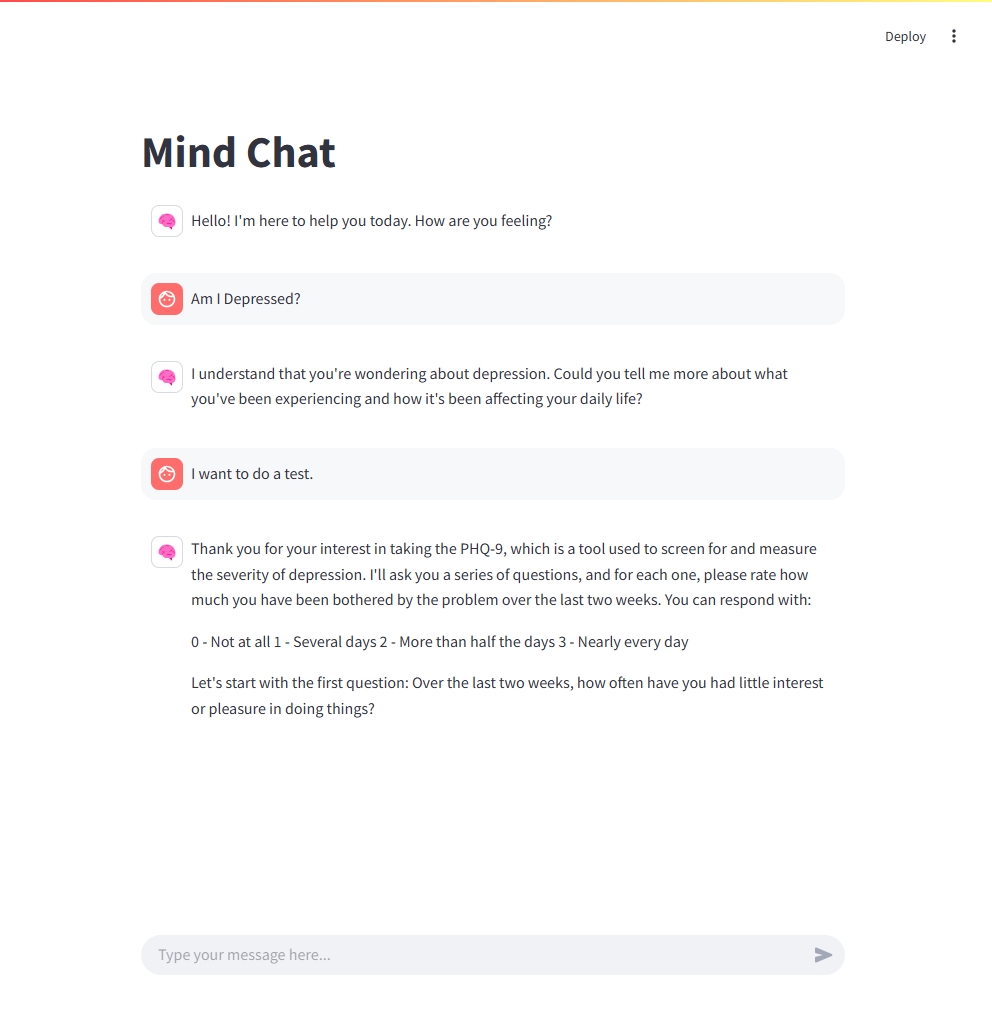 Deploy
Mind Chat
Hello! I'm here to help you today. How are you feeling?
Am I Depressed?
I understand that you're wondering about depression. Could you tell me more about what
you've been experiencing and how it's been affecting your daily life?
I want to do a test.
Thank you for your interest in taking the PHQ-9, which is a tool used to screen for and measure
the severity of depression. I'll ask you a series of questions, and for each one, please rate how
much you have been bothered by the problem over the last two weeks. You can respond with:
0 - Not at all 1 - Several days 2 - More than half the days 3 - Nearly every day
Let's start with the first question: Over the last two weeks, how often have you had little interest
or pleasure in doing things?
Type your message here...